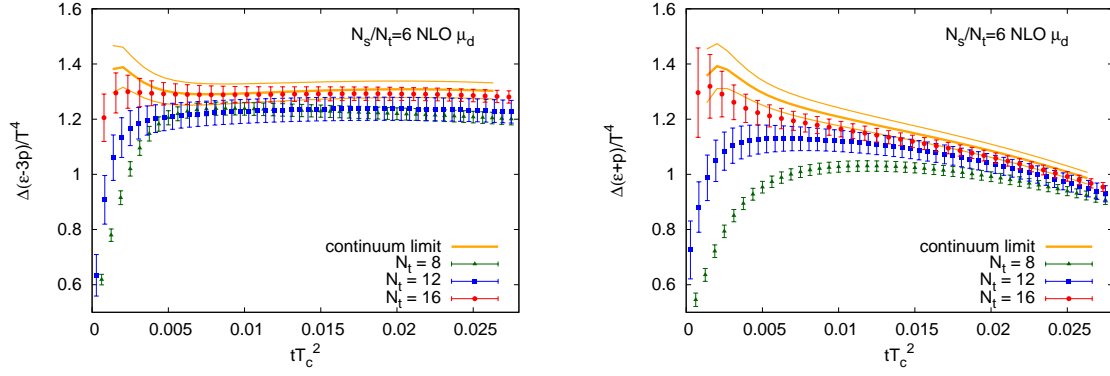 N_s/N_t=6 NLO μ_d
1.6
1.4
1.2
1
0.8
0.6
Δ(ε-3p)/T^4
continuum limit
N_t = 8
N_t = 12
N_t = 16
0 0.005 0.01 0.015 0.02 0.025
tT_c^2
N_s/N_t=6 NLO μ_d
1.6
1.4
1.2
1
0.8
0.6
Δ(ε+p)/T^4
continuum limit
N_t = 8
N_t = 12
N_t = 16
0 0.005 0.01 0.015 0.02 0.025
tT_c^2